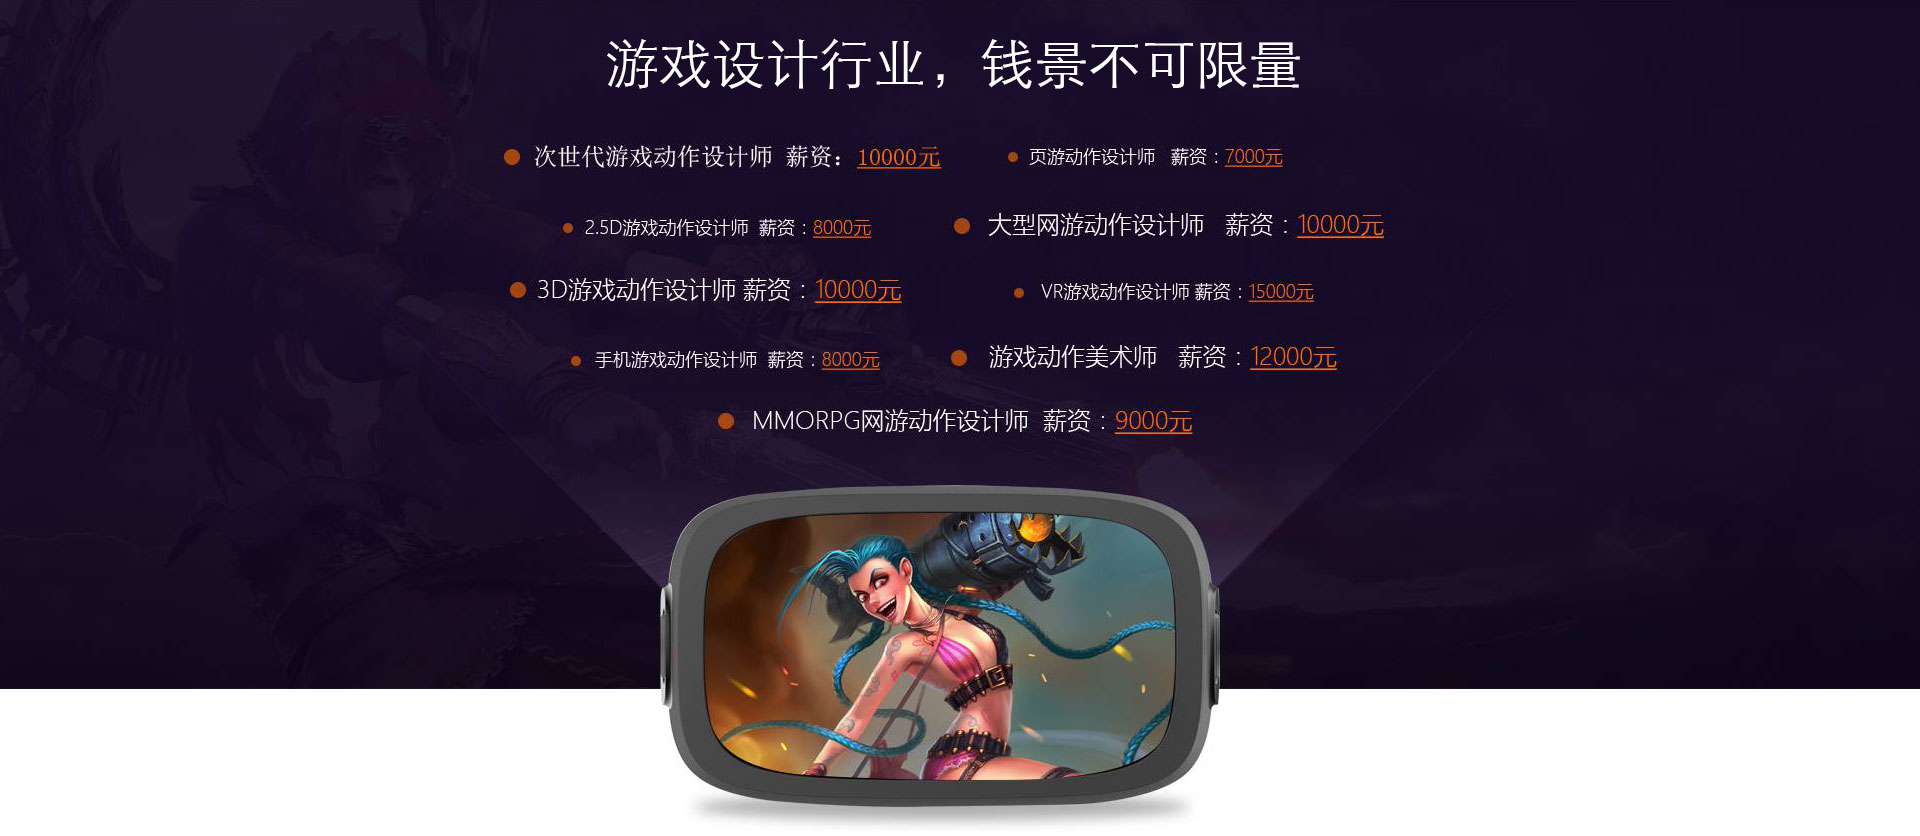 游戏设计行业，钱景不可限量
次世代游戏动作设计师 薪资：10000元
页游动作设计师 薪资：7000元
2.5D游戏动作设计师 薪资：8000元
大型网游动作设计师 薪资：10000元
3D游戏动作设计师 薪资：10000元
VR游戏动作设计师 薪资：15000元
手机游戏动作设计师 薪资：8000元
游戏动作美术师 薪资：12000元
MMORPG网游动作设计师 薪资：9000元